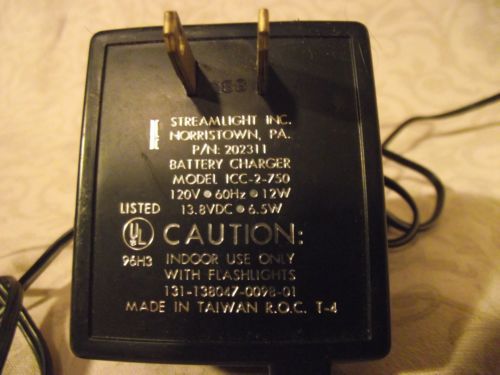 STREAMLIGHT INC.
NORRISTOWN, PA.
P/N: 202311
BATTERY CHARGER
MODEL ICC-2-750
120V • 60Hz • 12W
LISTED 13.8VDC • 6.5W
UL CAUTION:
96H3 INDOOR USE ONLY
WITH FLASHLIGHTS
131-138047-0098-01
MADE IN TAIWAN R.O.C. T-4